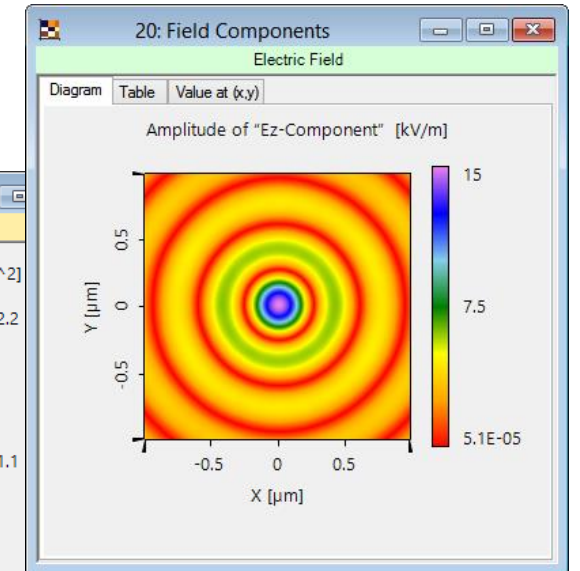 20: Field Components
Electric Field
Diagram Table Value at (x,y)
Amplitude of "Ez-Component" [kV/m]
15
7.5
5.1E-05
0.5
0
-0.5
Y [µm]
-0.5 0 0.5
X [µm]
^2]
2.2
1.1